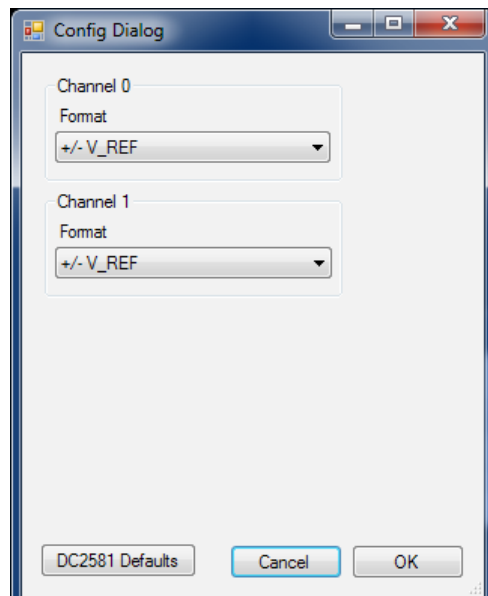 Config Dialog
Channel 0
Format
+/- V_REF
Channel 1
Format
+/- V_REF
DC2581 Defaults
Cancel
OK